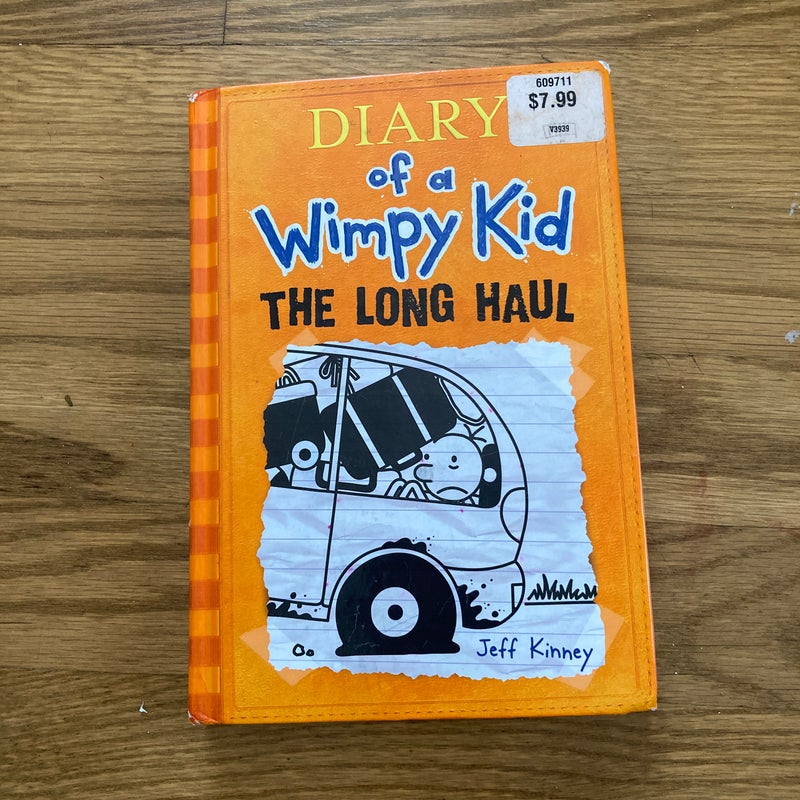 609711
$7.99
V3939
DIARY
of a
Wimpy Kid
THE LONG HAUL
Jeff Kinney